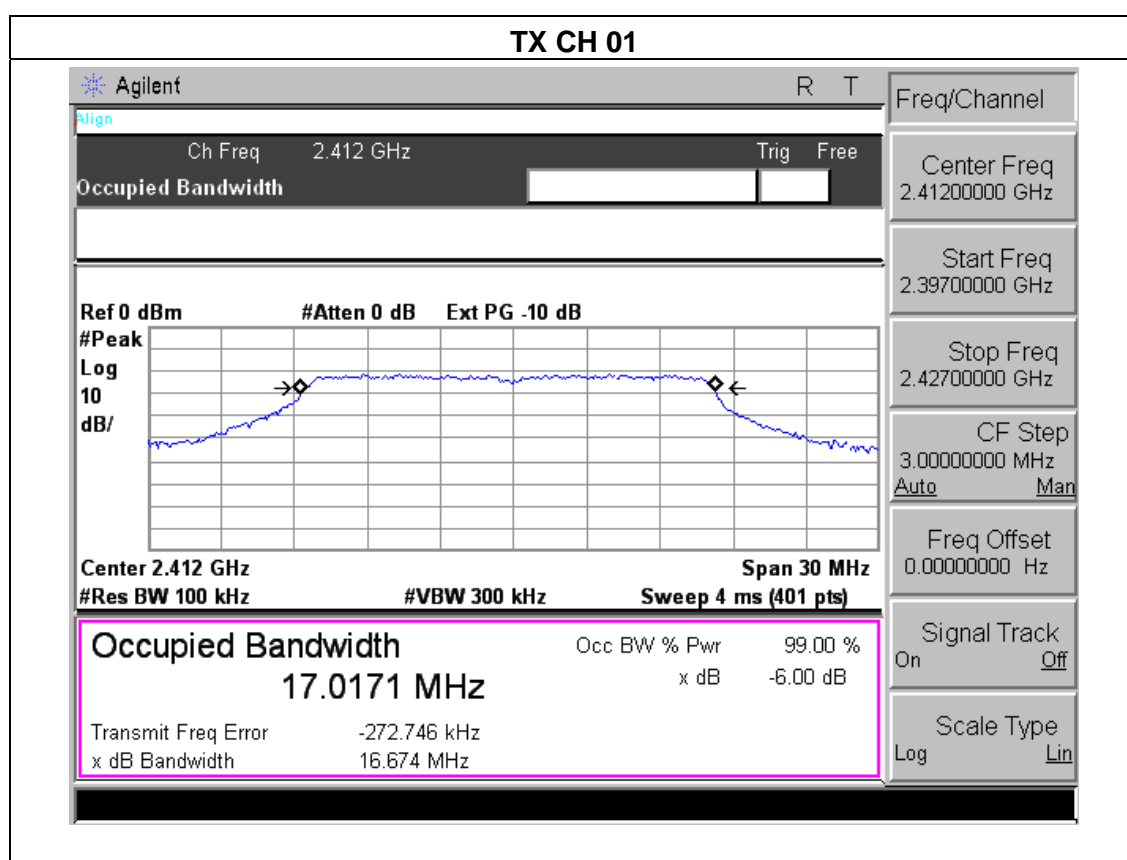 TX CH 01
Agilent R T
Align
Ch Freq 2.412 GHz Trig Free
Occupied Bandwidth
Ref 0 dBm #Atten 0 dB Ext PG -10 dB
#Peak
Log
10
dB/
Center 2.412 GHz Span 30 MHz
#Res BW 100 kHz #VBW 300 kHz Sweep 4 ms (401 pts)
Occupied Bandwidth
17.0171 MHz
Occ BW % Pwr 99.00 %
x dB -6.00 dB
Transmit Freq Error -272.746 kHz
x dB Bandwidth 16.674 MHz
Freq/Channel
Center Freq
2.41200000 GHz
Start Freq
2.39700000 GHz
Stop Freq
2.42700000 GHz
CF Step
3.00000000 MHz
Auto Man
Freq Offset
0.00000000 Hz
Signal Track
On Off
Scale Type
Log Lin